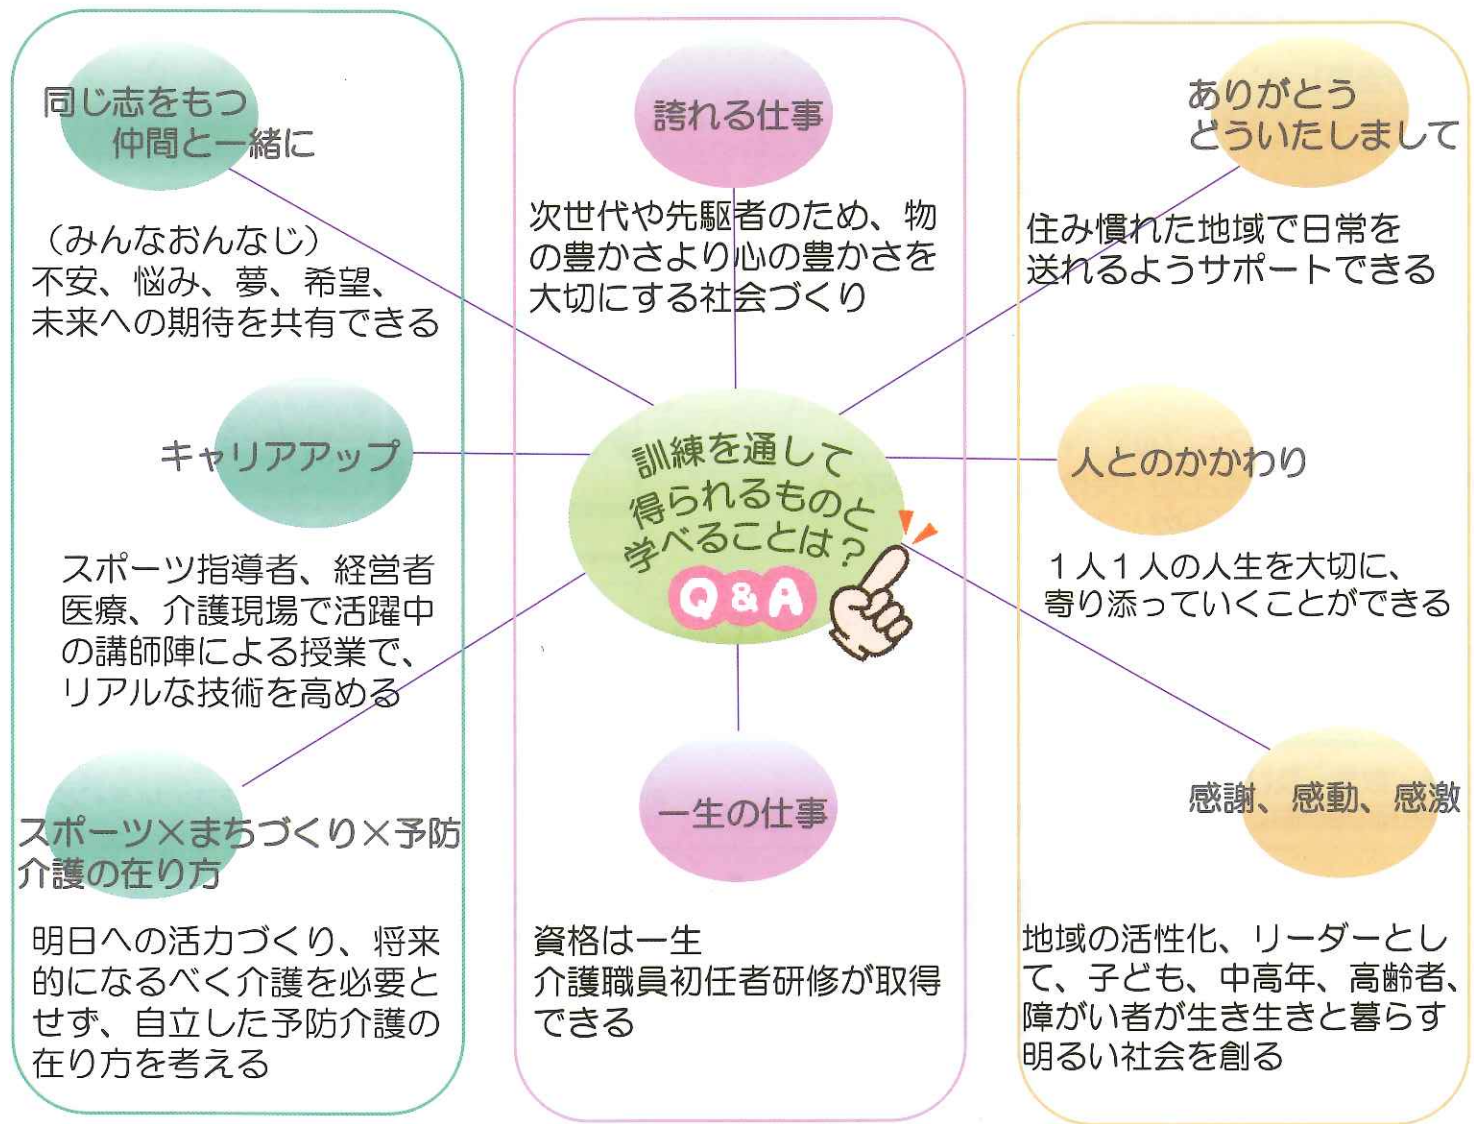 同じ志をもつ
仲間と一緒に
（みんなおんなじ）
不安、悩み、夢、希望、
未来への期待を共有できる
キャリアアップ
スポーツ指導者、経営者
医療、介護現場で活躍中
の講師陣による授業で、
リアルな技術を高める
スポーツ×まちづくり×予防
介護の在り方
明日への活力づくり、将来
的になるべく介護を必要と
せず、自立した予防介護の
在り方を考える
誇れる仕事
次世代や先駆者のため、物
の豊かさより心の豊かさを
大切にする社会づくり
訓練を通して
得られるものと
学べることは？
Q&A
一生の仕事
資格は一生
介護職員初任者研修が取得
できる
ありがとう
どういたしまして
住み慣れた地域で日常を
送れるようサポートできる
人とのかかわり
１人１人の人生を大切に、
寄り添っていくことができる
感謝、感動、感激
地域の活性化、リーダーとし
て、子ども、中高年、高齢者、
障がい者が生き生きと暮らす
明るい社会を創る